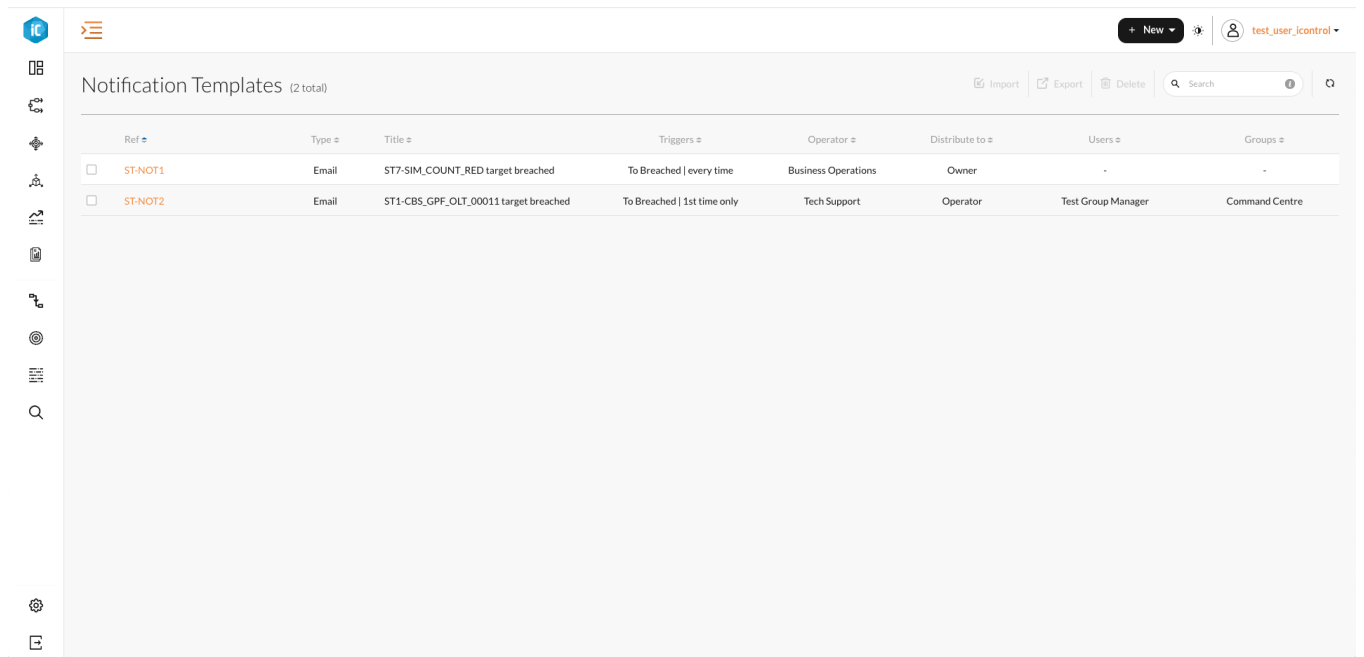 iC
+ New
test_user_icontrol
Notification Templates (2 total)
Import Export Delete Search
Ref Type Title Triggers Operator Distribute to Users Groups
ST-NOT1 Email ST7-SIM_COUNT_RED target breached To Breached | every time Business Operations Owner - -
ST-NOT2 Email ST1-CBS_GPF_OLT_00011 target breached To Breached | 1st time only Tech Support Operator Test Group Manager Command Centre